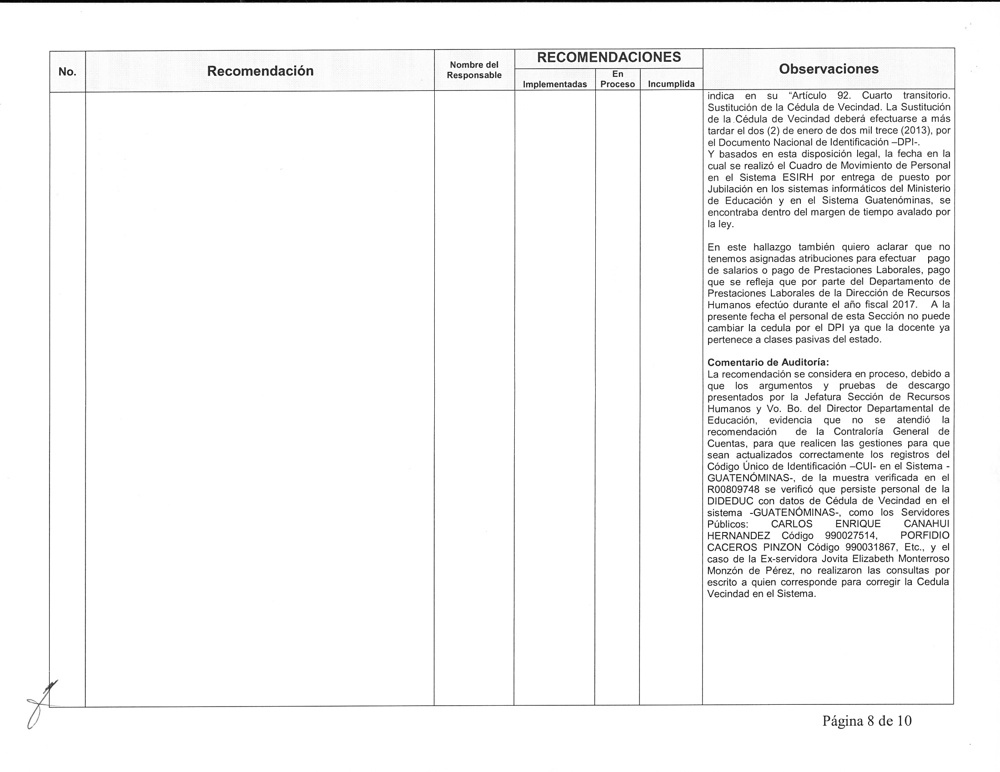 No.
Recomendación
Nombre del
Responsable
RECOMENDACIONES
Implementadas
En
Proceso
Incumplida
Observaciones
indica en su “Artículo 92. Cuarto transitorio.
Sustitución de la Cédula de Vecindad. La Sustitución
de la Cédula de Vecindad deberá efectuarse a más
tardar el dos (2) de enero de dos mil trece (2013), por
el Documento Nacional de Identificación –DPI-.
Y basados en esta disposición legal, la fecha en la
cual se realizó el Cuadro de Movimiento de Personal
en el Sistema ESIRH por entrega de puesto por
Jubilación en los sistemas informáticos del Ministerio
de Educación y en el Sistema Guatenóminas, se
encontraba dentro del margen de tiempo avalado por
la ley.
En este hallazgo también quiero aclarar que no
tenemos asignadas atribuciones para efectuar pago
de salarios o pago de Prestaciones Laborales, pago
que se refleja que por parte del Departamento de
Prestaciones Laborales de la Dirección de Recursos
Humanos efectúo durante el año fiscal 2017. A la
presente fecha el personal de esta Sección no puede
cambiar la cedula por el DPI ya que la docente ya
pertenece a clases pasivas del estado.
Comentario de Auditoría:
La recomendación se considera en proceso, debido a
que los argumentos y pruebas de descargo
presentados por la Jefatura Sección de Recursos
Humanos y Vo. Bo. del Director Departamental de
Educación, evidencia que no se atendió la
recomendación de la Contraloría General de
Cuentas, para que realicen las gestiones para que
sean actualizados correctamente los registros del
Código Único de Identificación –CUI- en el Sistema -
GUATENÓMINAS-, de la muestra verificada en el
R00809748 se verificó que persiste personal de la
DIDEDUC con datos de Cédula de Vecindad en el
sistema -GUATENÓMINAS-, como los Servidores
Públicos: CARLOS ENRIQUE CANAHUI
HERNANDEZ Código 990027514, PORFIDIO
CACEROS PINZON Código 990031867, Etc., y el
caso de la Ex-servidora Jovita Elizabeth Monterroso
Monzón de Pérez, no realizaron las consultas por
escrito a quien corresponde para corregir la Cedula
Vecindad en el Sistema.
Página 8 de 10